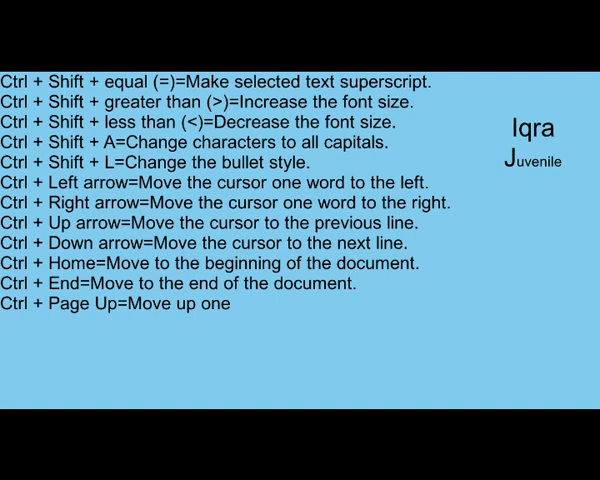 Ctrl + Shift + equal (=)=Make selected text superscript.
Ctrl + Shift + greater than (>)=Increase the font size.
Ctrl + Shift + less than (<)=Decrease the font size.
Ctrl + Shift + A=Change characters to all capitals.
Ctrl + Shift + L=Change the bullet style.
Ctrl + Left arrow=Move the cursor one word to the left.
Ctrl + Right arrow=Move the cursor one word to the right.
Ctrl + Up arrow=Move the cursor to the previous line.
Ctrl + Down arrow=Move the cursor to the next line.
Ctrl + Home=Move to the beginning of the document.
Ctrl + End=Move to the end of the document.
Ctrl + Page Up=Move up one
Iqra
Juvenile